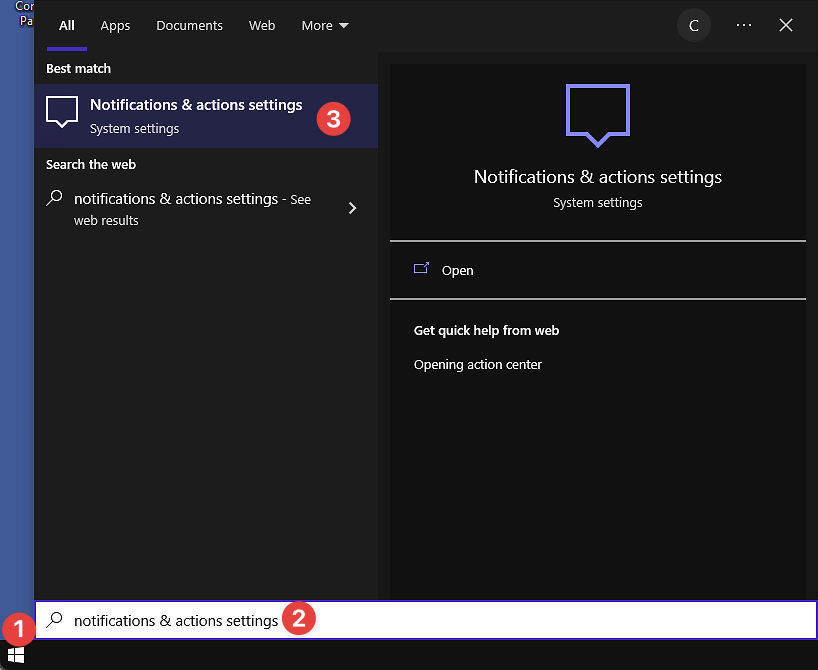 Co
Pa
All Apps Documents Web More
C
Best match
Notifications & actions settings
System settings
3
Search the web
notifications & actions settings - See
web results
Notifications & actions settings
System settings
Open
Get quick help from web
Opening action center
notifications & actions settings
2
1